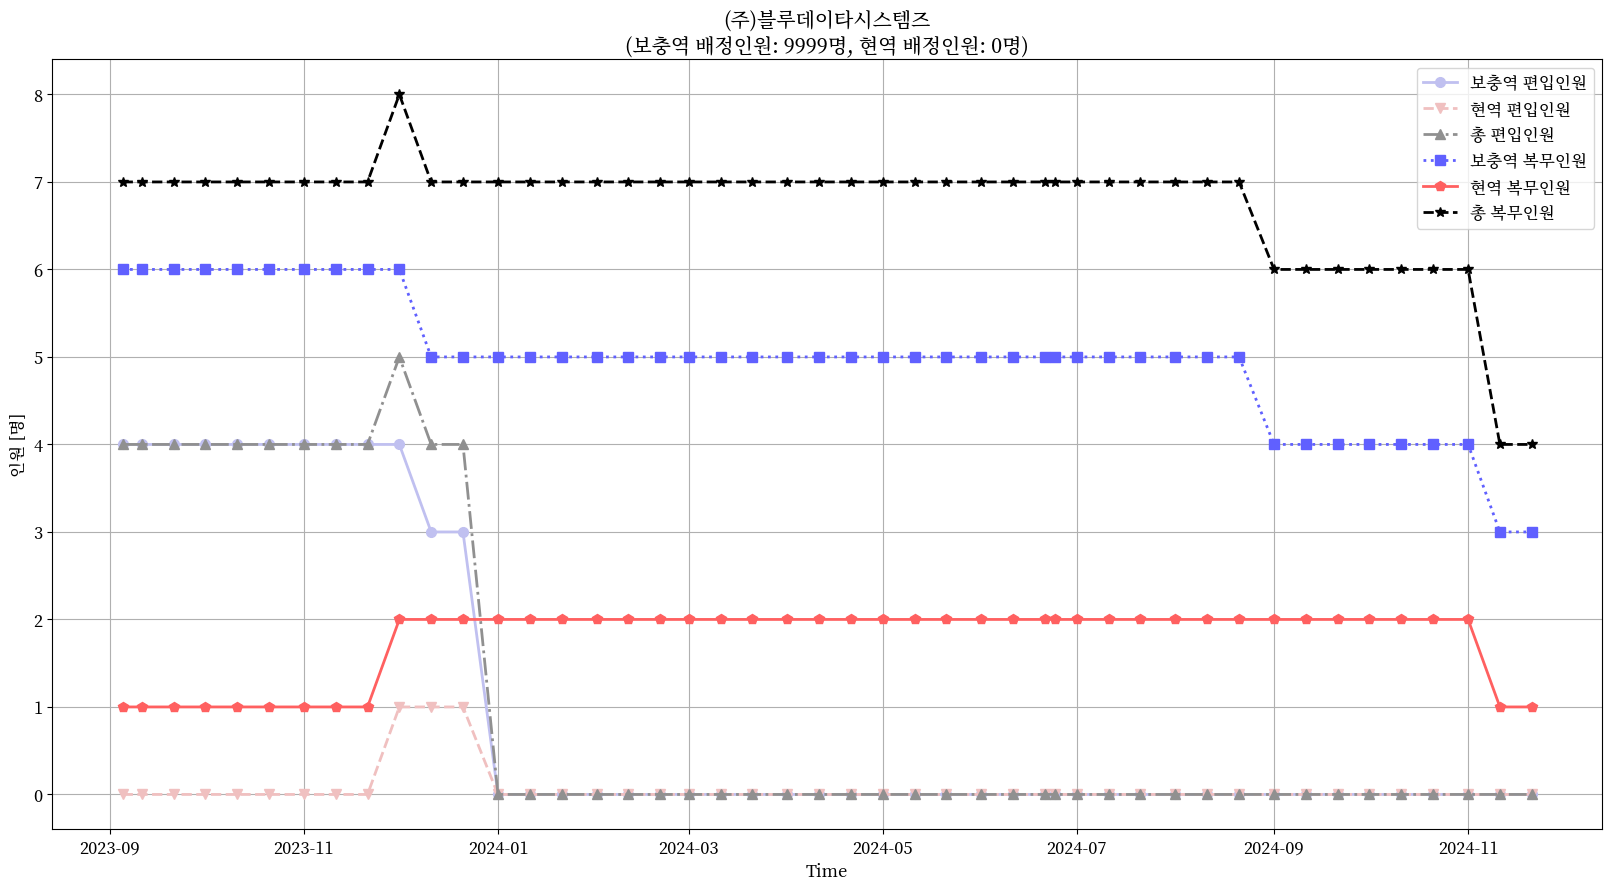 (주)블루데이타시스템즈
(보충역 배정인원: 9999명, 현역 배정인원: 0명)
보충역 편입인원
현역 편입인원
총 편입인원
보충역 복무인원
현역 복무인원
총 복무인원
8
7
6
5
4
3
2
1
0
인원 [명]
2023-09 2023-11 2024-01 2024-03 2024-05 2024-07 2024-09 2024-11
Time